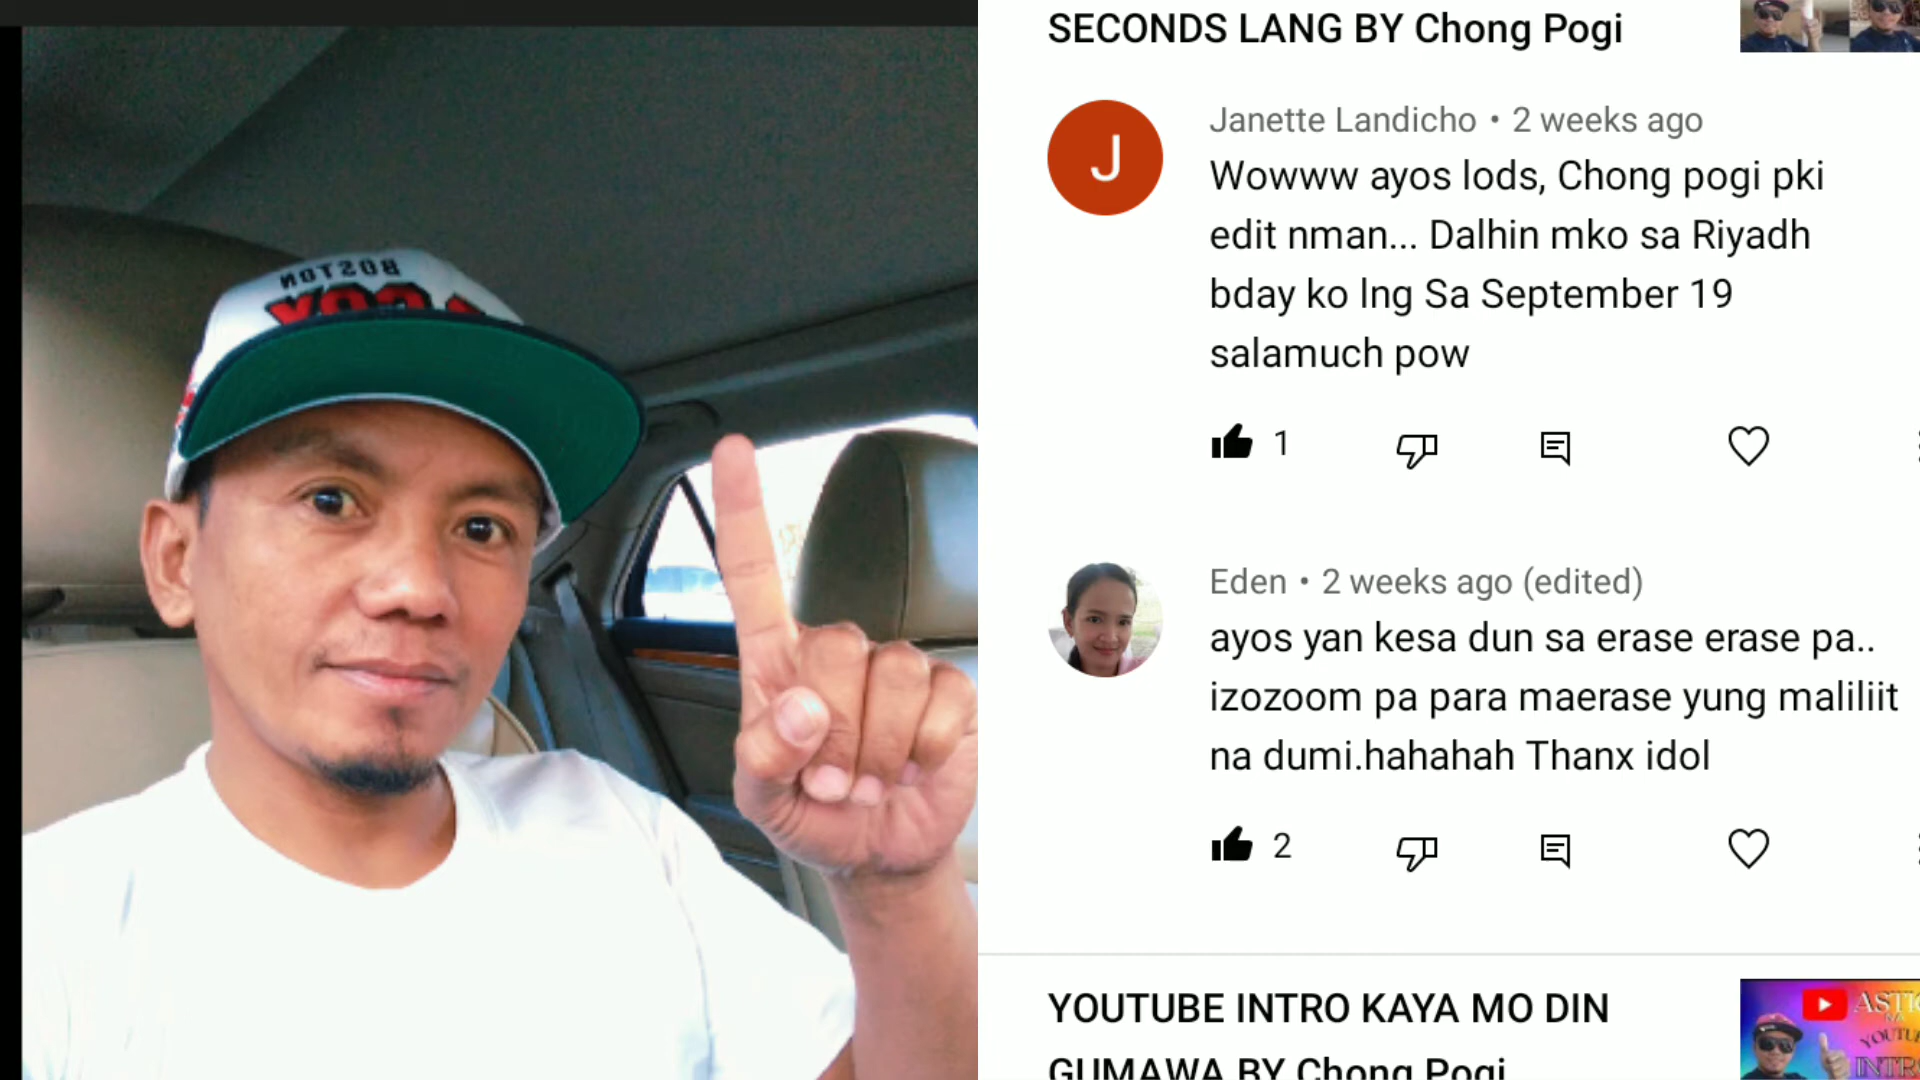 BOSTON
SECONDS LANG BY Chong Pogi
Janette Landicho • 2 weeks ago
Wowww ayos lods, Chong pogi pki
edit nman... Dalhin mko sa Riyadh
bday ko lng Sa September 19
salamuch pow
1
J
Eden • 2 weeks ago (edited)
ayos yan kesa dun sa erase erase pa..
izozoom pa para maerase yung maliliit
na dumi.hahahah Thanx idol
2
YOUTUBE INTRO KAYA MO DIN
GUMAWA BY Chong Pogi